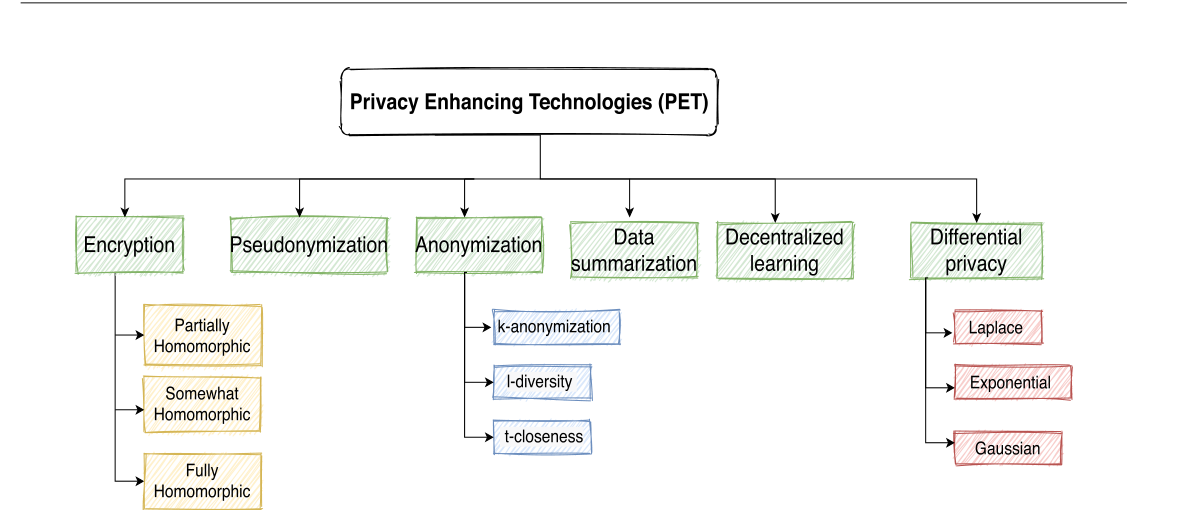 Privacy Enhancing Technologies (PET)
Encryption
Pseudonymization
Anonymization
Data
summarization
Decentralized
learning
Differential
privacy
Partially
Homomorphic
Somewhat
Homomorphic
Fully
Homomorphic
k-anonymization
l-diversity
t-closeness
Laplace
Exponential
Gaussian